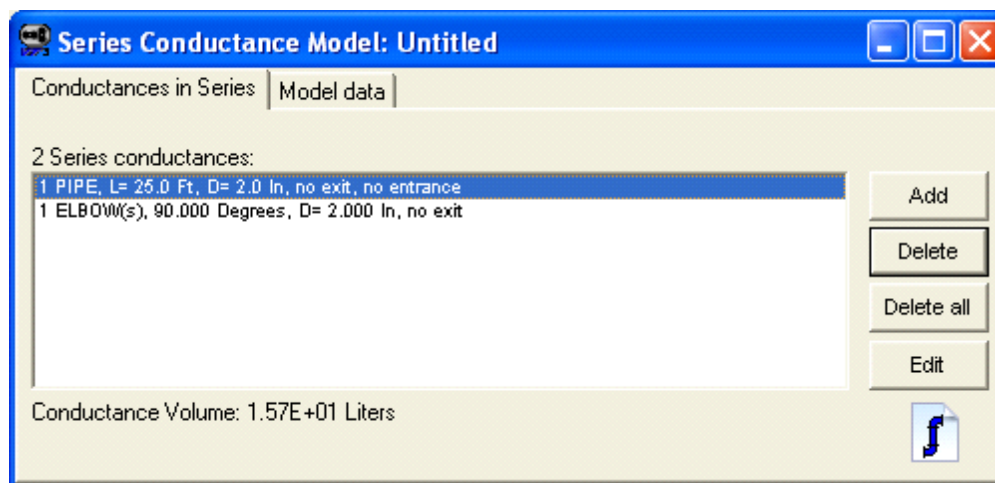 Series Conductance Model: Untitled
Conductances in Series
Model data
2 Series conductances:
1 PIPE, L= 25.0 Ft, D= 2.0 In, no exit, no entrance
1 ELBOW(s), 90.000 Degrees, D= 2.000 In, no exit
Add
Delete
Delete all
Edit
Conductance Volume: 1.57E+01 Liters